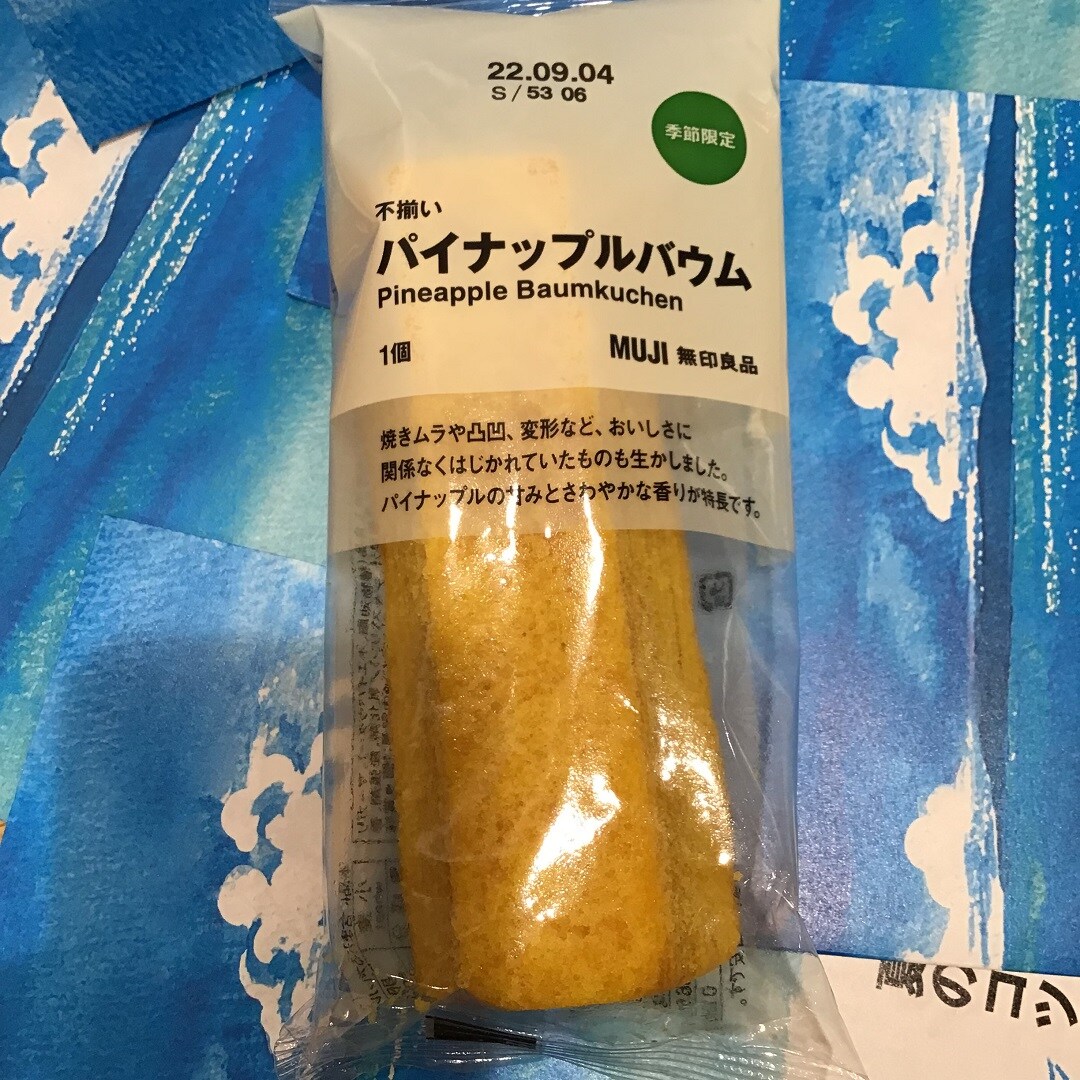 22.09.04
S/53 06
季節限定
不揃い
パイナップルバウム
Pineapple Baumkuchen
1個
MUJI 無印良品
焼きムラや凸凹、変形など、おいしさに
関係なくはじかれていたものも生かしました。
パイナップルの甘みとさわやかな香りが特長です。
夏のコツ